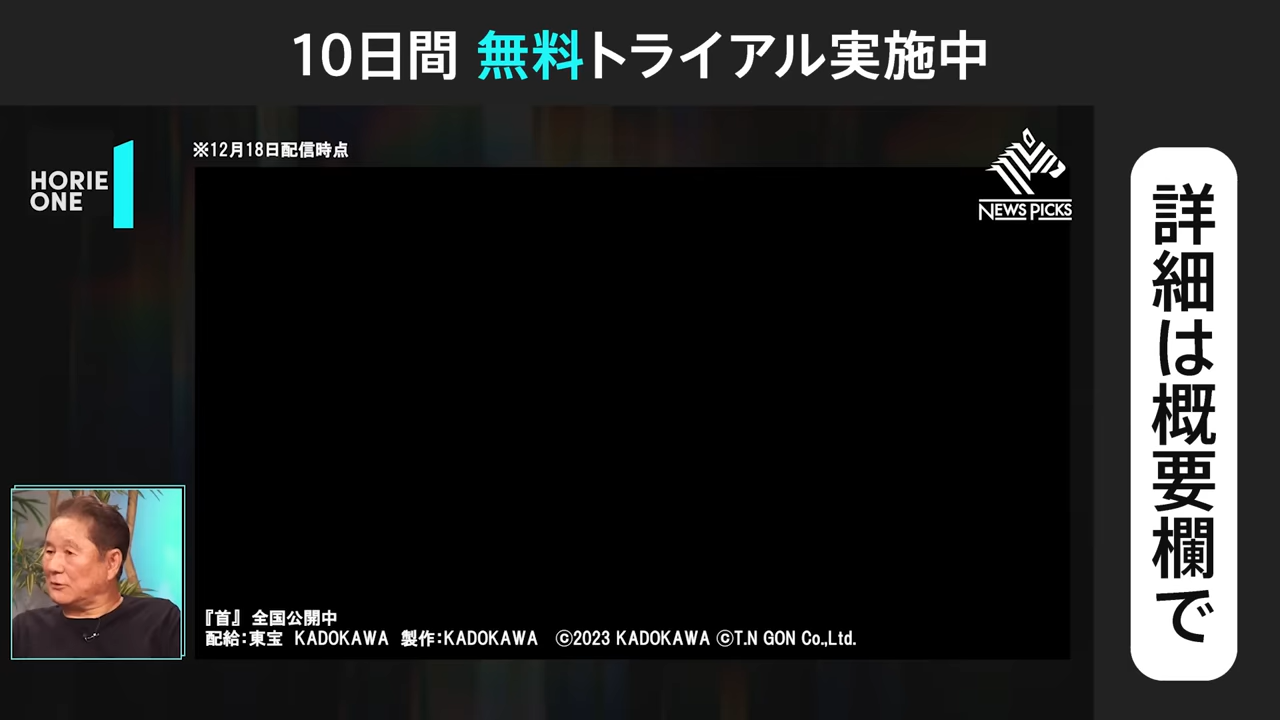 10日間 無料トライアル実施中
※12月18日配信時点
HORIE
ONE
NEWSPICKS
詳細は概要欄で
『首』 全国公開中
配給：東宝 KADOKAWA 製作：KADOKAWA ©2023 KADOKAWA ©T.N GON Co.,Ltd.